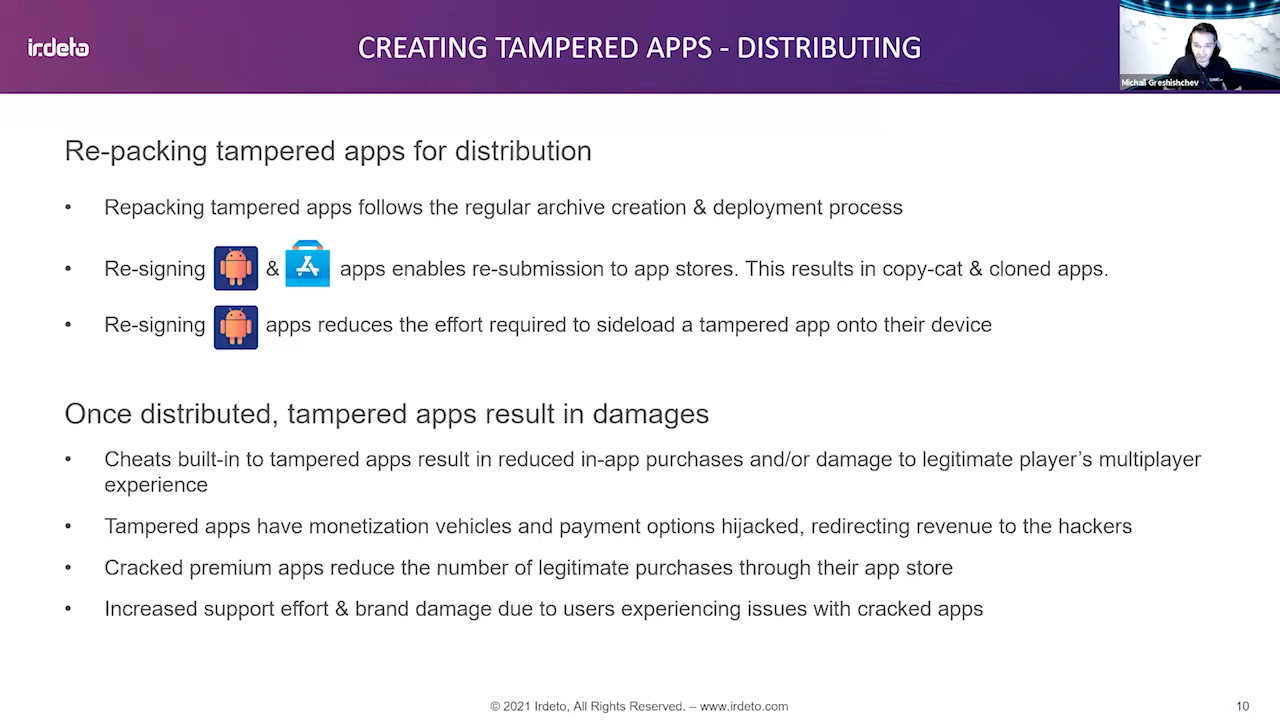 irdeto
CREATING TAMPERED APPS - DISTRIBUTING
Michail Greshishchev
Re-packing tampered apps for distribution
• Repacking tampered apps follows the regular archive creation & deployment process
• Re-signing & apps enables re-submission to app stores. This results in copy-cat & cloned apps.
• Re-signing apps reduces the effort required to sideload a tampered app onto their device
Once distributed, tampered apps result in damages
• Cheats built-in to tampered apps result in reduced in-app purchases and/or damage to legitimate player's multiplayer
experience
• Tampered apps have monetization vehicles and payment options hijacked, redirecting revenue to the hackers
• Cracked premium apps reduce the number of legitimate purchases through their app store
• Increased support effort & brand damage due to users experiencing issues with cracked apps
© 2021 Irdeto, All Rights Reserved. – www.irdeto.com
10